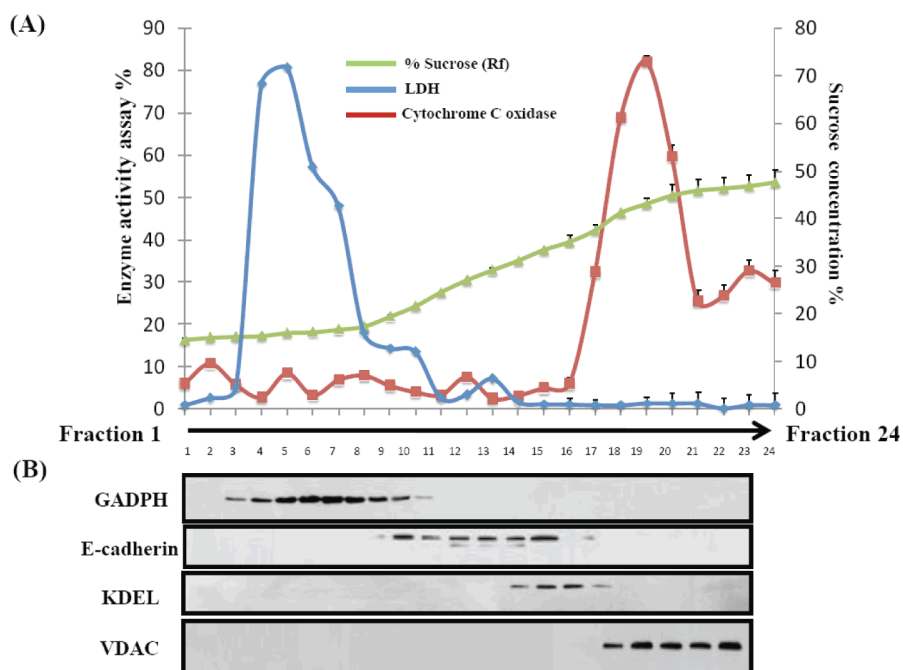 (A)
Enzyme activity assay %
90
80
70
60
50
40
30
20
10
0
% Sucrose (Rf)
LDH
Cytochrome C oxidase
80
70
60
50
40
30
20
10
0
Sucrose concentration %
Fraction 1
Fraction 24
1 2 3 4 5 6 7 8 9 10 11 12 13 14 15 16 17 18 19 20 21 22 23 24
(B)
GADPH
E-cadherin
KDEL
VDAC